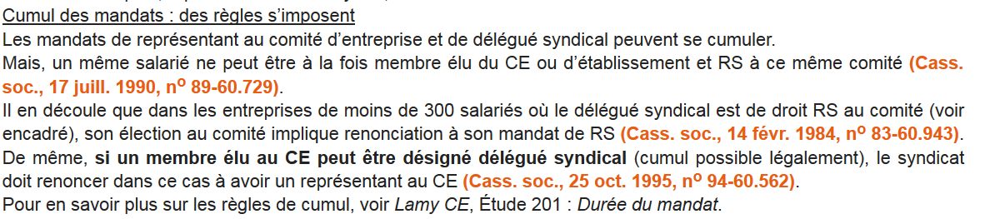 Cumul des mandats : des règles s’imposent
Les mandats de représentant au comité d’entreprise et de délégué syndical peuvent se cumuler.
Mais, un même salarié ne peut être à la fois membre élu du CE ou d’établissement et RS à ce même comité (Cass.
soc., 17 juill. 1990, nº 89-60.729).
Il en découle que dans les entreprises de moins de 300 salariés où le délégué syndical est de droit RS au comité (voir
encadré), son élection au comité implique renonciation à son mandat de RS (Cass. soc., 14 févr. 1984, nº 83-60.943).
De même, si un membre élu au CE peut être désigné délégué syndical (cumul possible légalement), le syndicat
doit renoncer dans ce cas à avoir un représentant au CE (Cass. soc., 25 oct. 1995, nº 94-60.562).
Pour en savoir plus sur les règles de cumul, voir Lamy CE, Étude 201 : Durée du mandat.